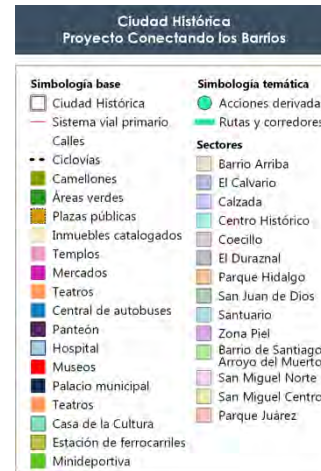 Ciudad Histórica
Proyecto Conectando los Barrios
Simbología base
Ciudad Histórica
Sistema vial primario
Calles
Ciclovías
Camellones
Áreas verdes
Plazas públicas
Inmuebles catalogados
Templos
Mercados
Teatros
Central de autobuses
Panteón
Hospital
Museos
Palacio municipal
Teatros
Casa de la Cultura
Estación de ferrocarriles
Minideportiva
Simbología temática
Acciones derivada
Rutas y corredores
Sectores
Barrio Arriba
El Calvario
Calzada
Centro Histórico
Coecillo
El Duraznal
Parque Hidalgo
San Juan de Dios
Santuario
Zona Piel
Barrio de Santiago
Arroyo del Muerto
San Miguel Norte
San Miguel Centro
Parque Juárez